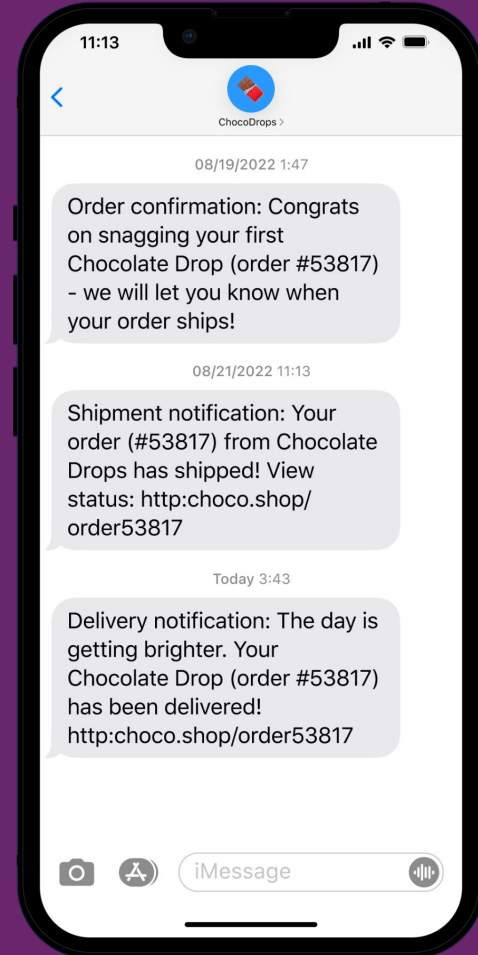 11:13
ChocoDrops >
08/19/2022 1:47
Order confirmation: Congrats
on snagging your first
Chocolate Drop (order #53817)
- we will let you know when
your order ships!
08/21/2022 11:13
Shipment notification: Your
order (#53817) from Chocolate
Drops has shipped! View
status: http:choco.shop/
order53817
Today 3:43
Delivery notification: The day is
getting brighter. Your
Chocolate Drop (order #53817)
has been delivered!
http:choco.shop/order53817
iMessage